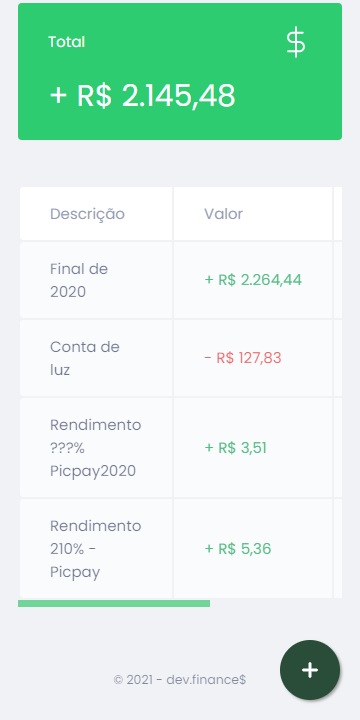 Total
$
+ R$ 2.145,48
Descrição Valor
Final de
2020
+ R$ 2.264,44
Conta de
luz
- R$ 127,83
Rendimento
???%
Picpay2020
+ R$ 3,51
Rendimento
210% -
Picpay
+ R$ 5,36
© 2021 - dev.finance$
+